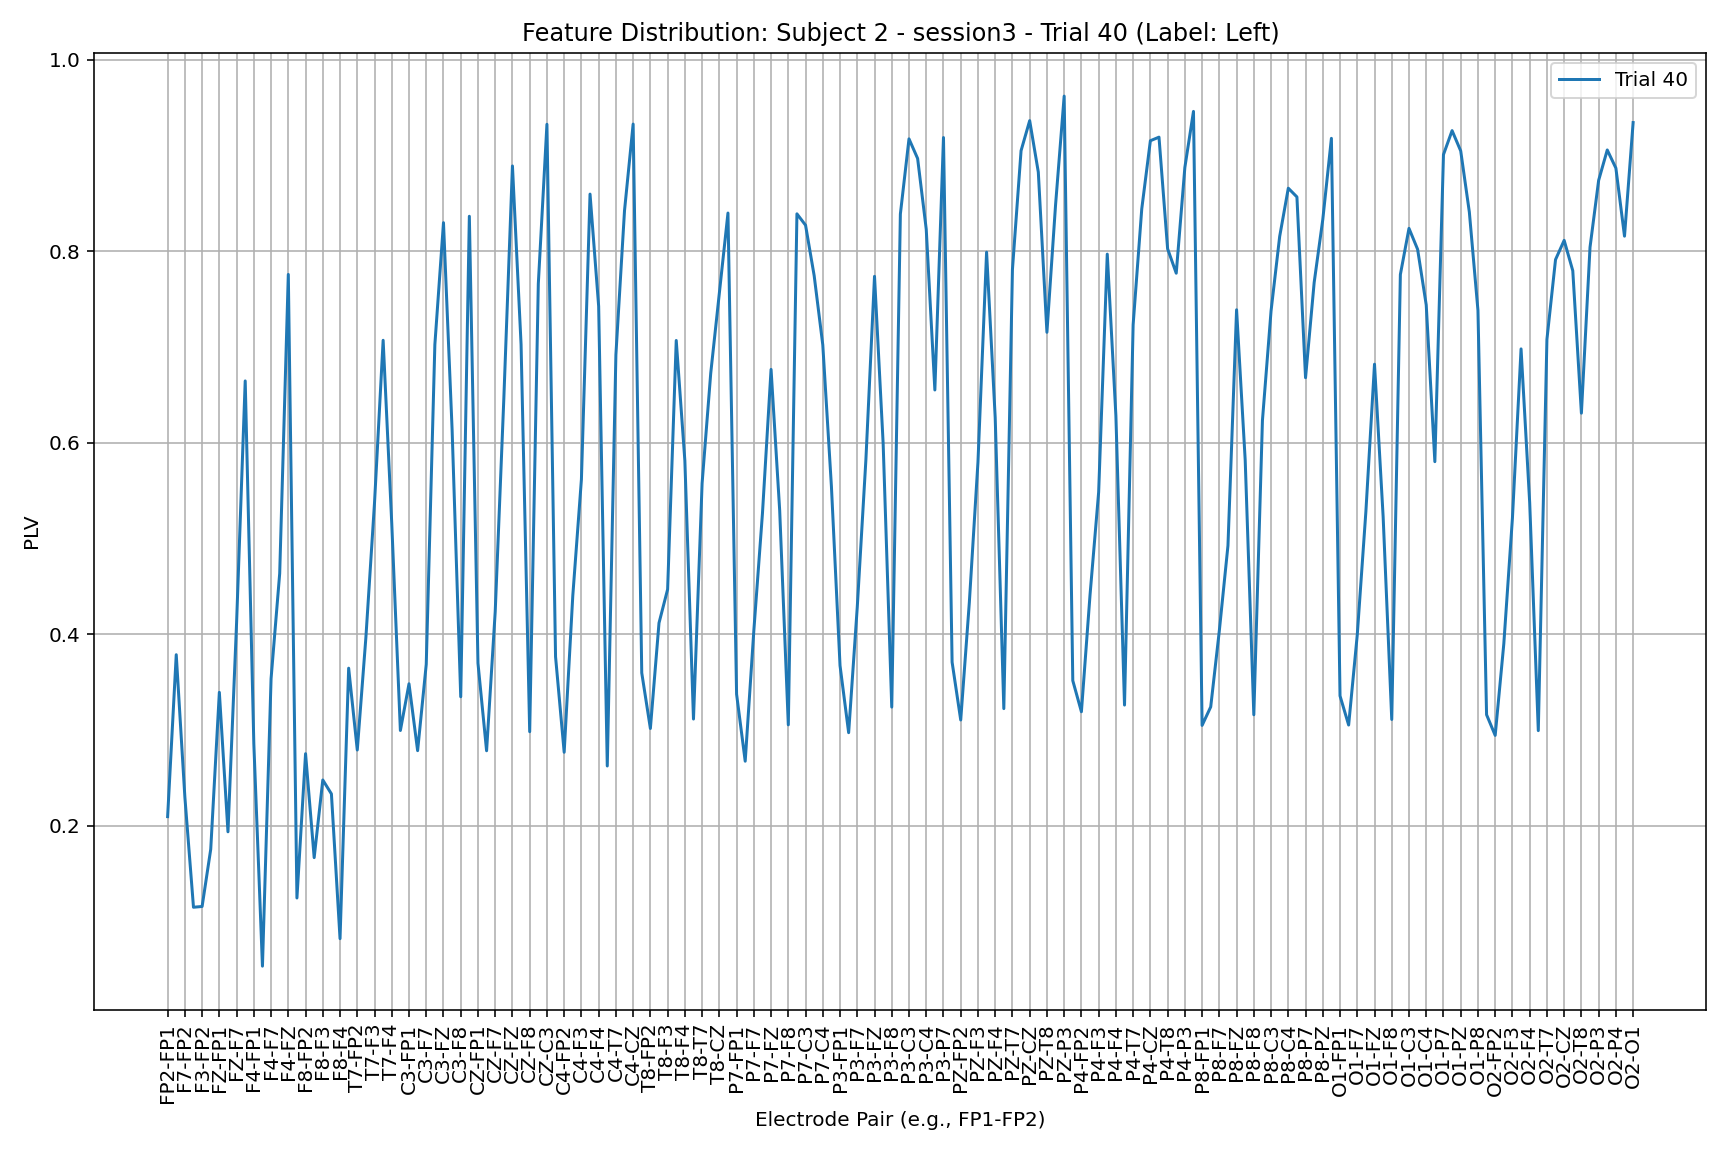 Feature Distribution: Subject 2 - session3 - Trial 40 (Label: Left)
Trial 40
PLV
1.0
0.8
0.6
0.4
0.2
FP2-FP1
F7-FP2
F3-FP2
FZ-FP1
FZ-F7
F4-FP1
F4-F7
F4-FZ
F8-FP2
F8-F3
F8-F4
T7-FP2
T7-F3
T7-F4
C3-FP1
C3-F7
C3-FZ
C3-F8
CZ-FP1
CZ-F7
CZ-FZ
CZ-F8
CZ-C3
C4-FP2
C4-F3
C4-F4
C4-T7
C4-CZ
T8-FP2
T8-F3
T8-F4
T8-T7
T8-CZ
P7-FP1
P7-F7
P7-FZ
P7-F8
P7-C3
P7-C4
P3-FP1
P3-F7
P3-FZ
P3-F8
P3-C3
P3-C4
P3-P7
PZ-FP2
PZ-F3
PZ-F4
PZ-T7
PZ-CZ
PZ-T8
PZ-P3
P4-FP2
P4-F3
P4-F4
P4-T7
P4-CZ
P4-T8
P4-P3
P8-FP1
P8-F7
P8-FZ
P8-F8
P8-C3
P8-C4
P8-P7
P8-PZ
O1-FP1
O1-F7
O1-FZ
O1-F8
O1-C3
O1-C4
O1-P7
O1-PZ
O1-P8
O2-FP2
O2-F3
O2-F4
O2-T7
O2-CZ
O2-T8
O2-P3
O2-P4
O2-O1
Electrode Pair (e.g., FP1-FP2)